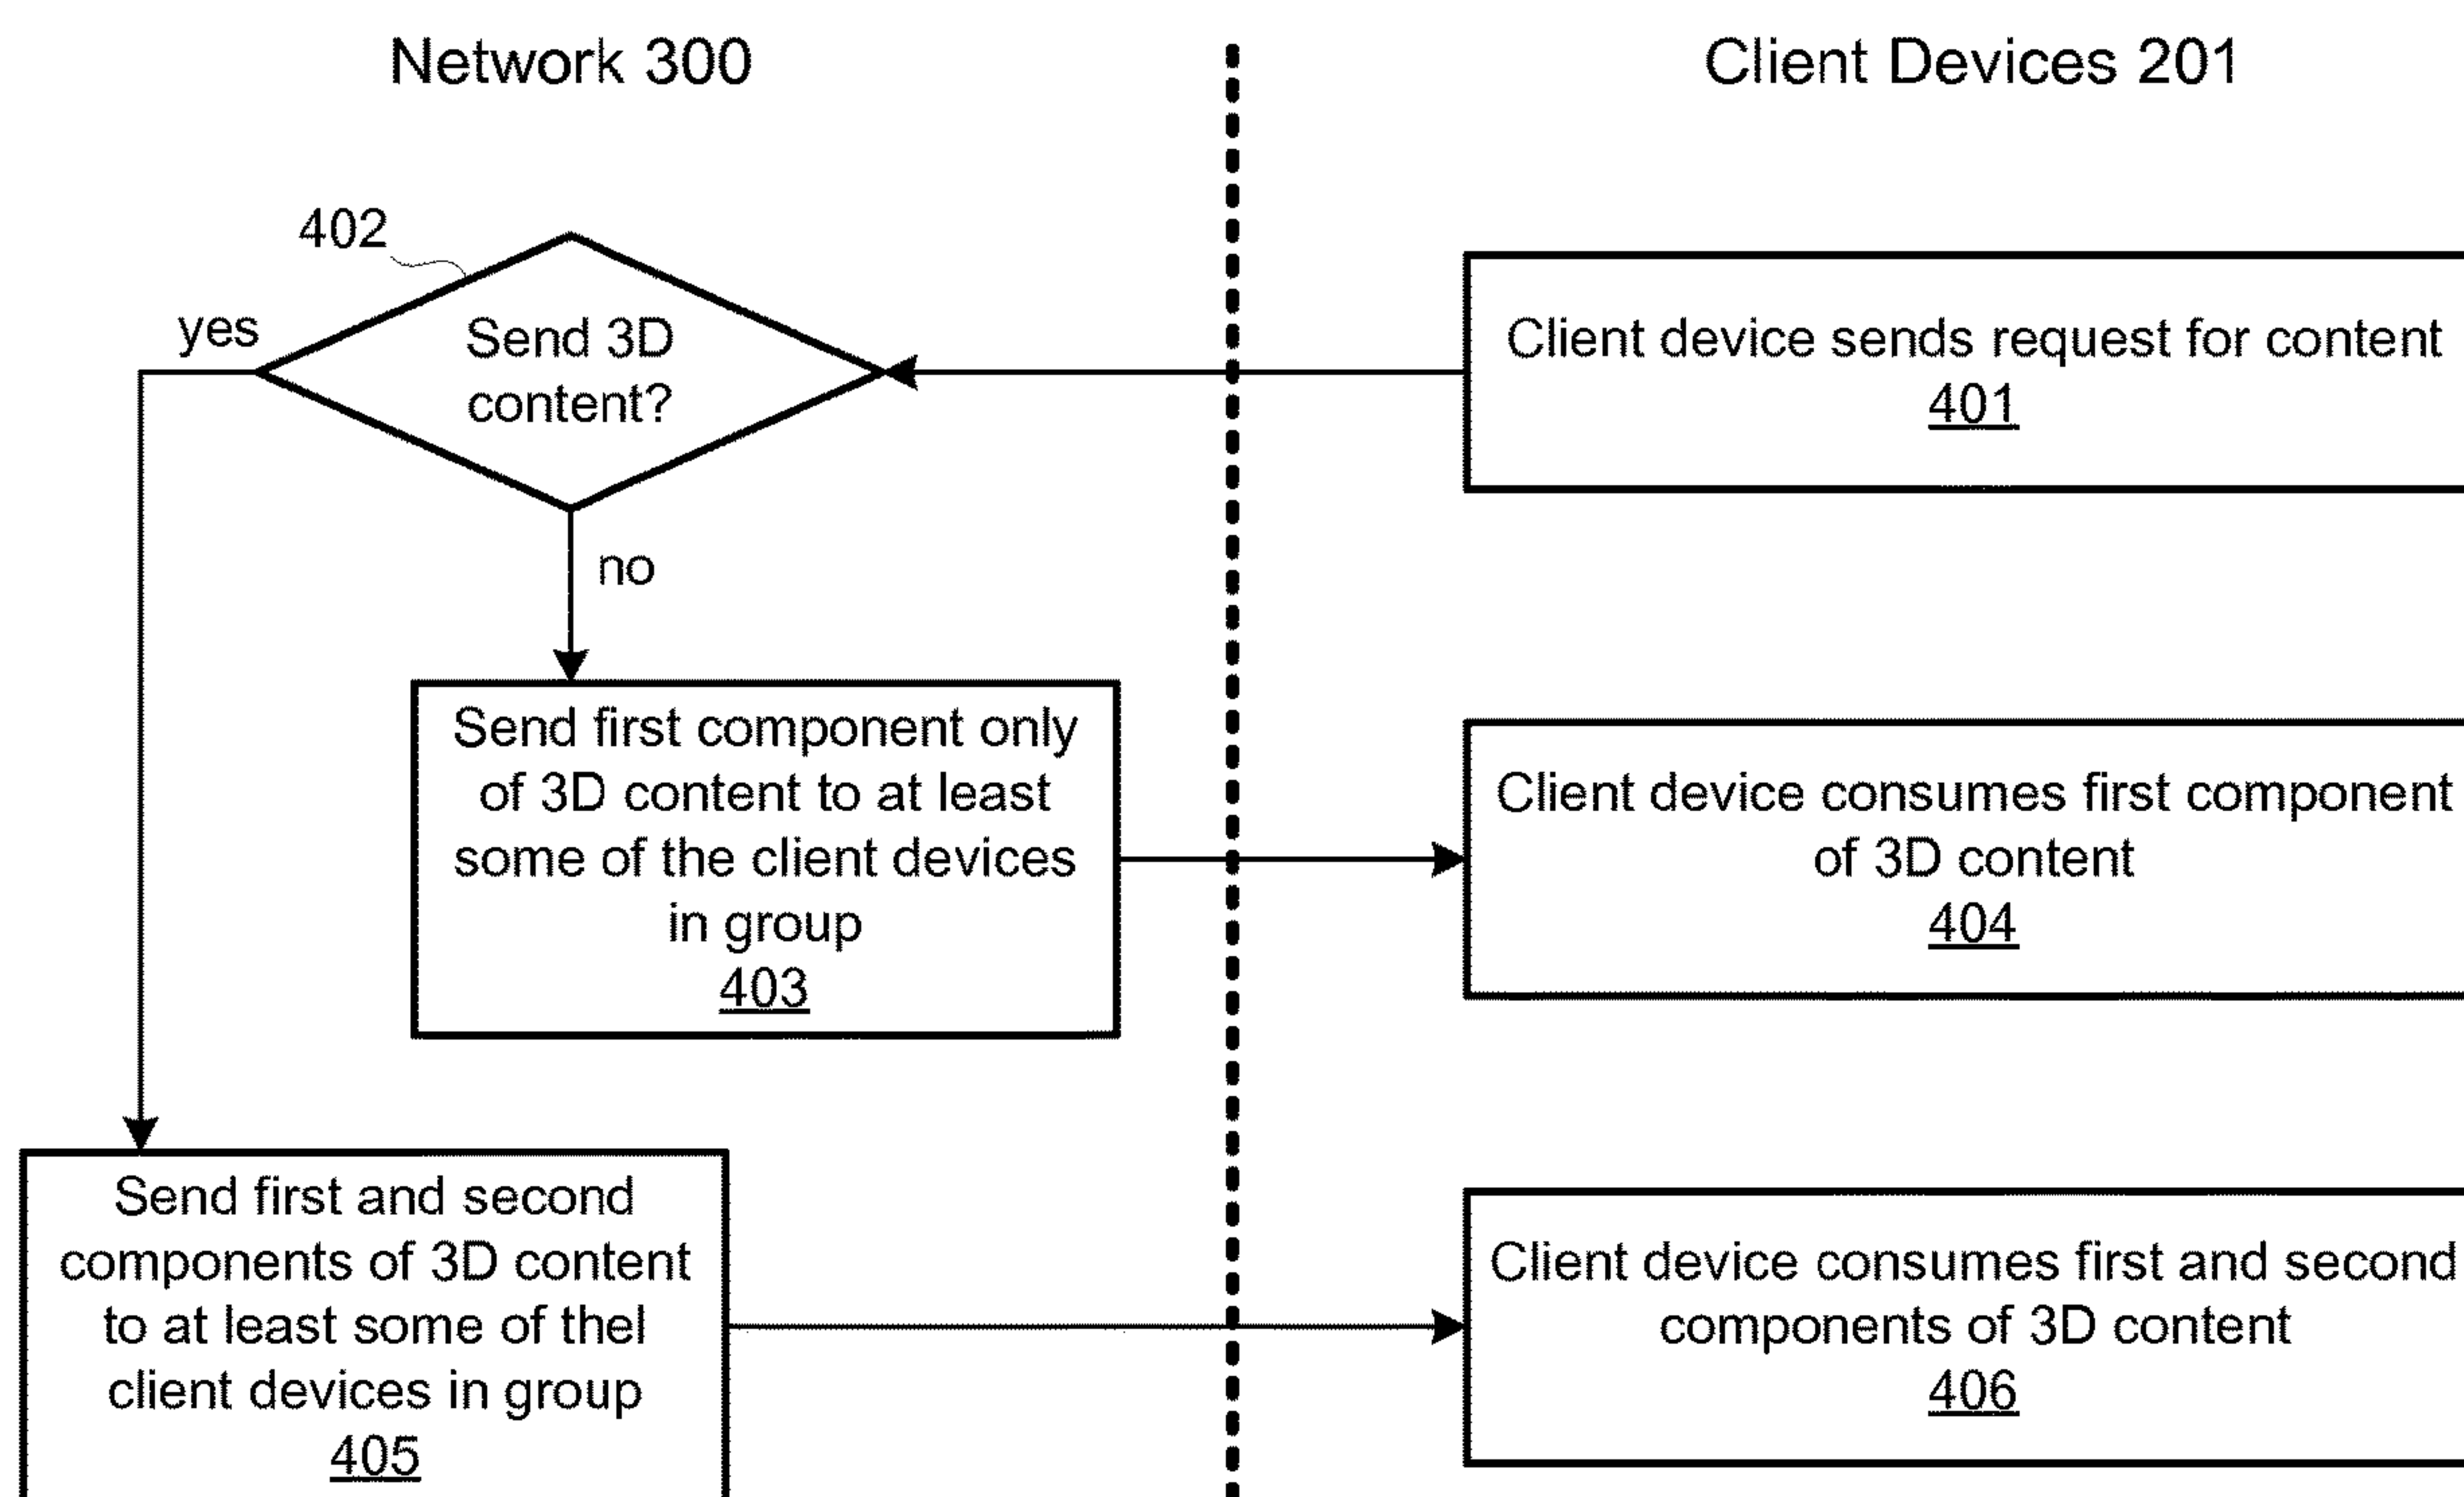 Network 300
Client Devices 201
402
yes
Send 3D
content?
Client device sends request for content
401
no
Send first component only
of 3D content to at least
some of the client devices
in group
403
Client device consumes first component
of 3D content
404
Send first and second
components of 3D content
to at least some of thel
client devices in group
405
Client device consumes first and second
components of 3D content
406